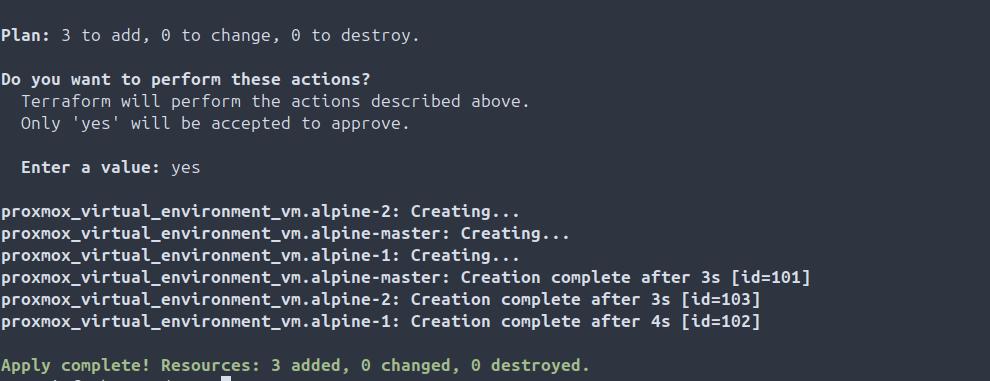 Plan: 3 to add, 0 to change, 0 to destroy.
Do you want to perform these actions?
Terraform will perform the actions described above.
Only 'yes' will be accepted to approve.
Enter a value: yes
proxmox_virtual_environment_vm.alpine-2: Creating...
proxmox_virtual_environment_vm.alpine-master: Creating...
proxmox_virtual_environment_vm.alpine-1: Creating...
proxmox_virtual_environment_vm.alpine-master: Creation complete after 3s [id=101]
proxmox_virtual_environment_vm.alpine-2: Creation complete after 3s [id=103]
proxmox_virtual_environment_vm.alpine-1: Creation complete after 4s [id=102]
Apply complete! Resources: 3 added, 0 changed, 0 destroyed.